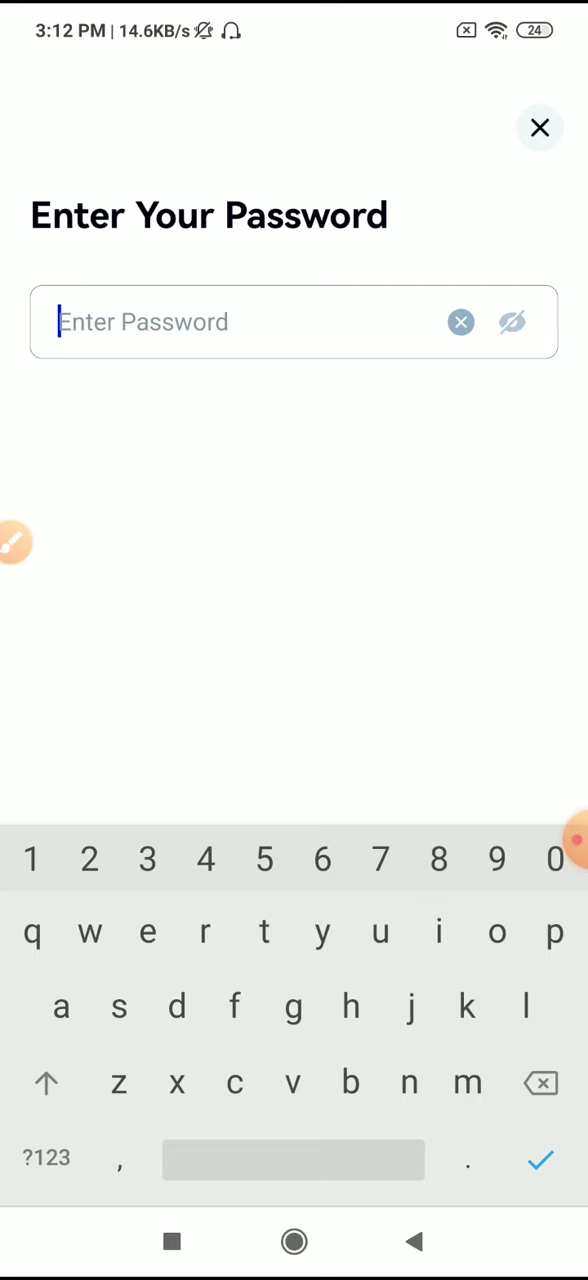 3:12 PM | 14.6KB/s 24
Enter Your Password
Enter Password
1 2 3 4 5 6 7 8 9 0
q w e r t y u i o p
a s d f g h j k l
z x c v b n m
?123 , .